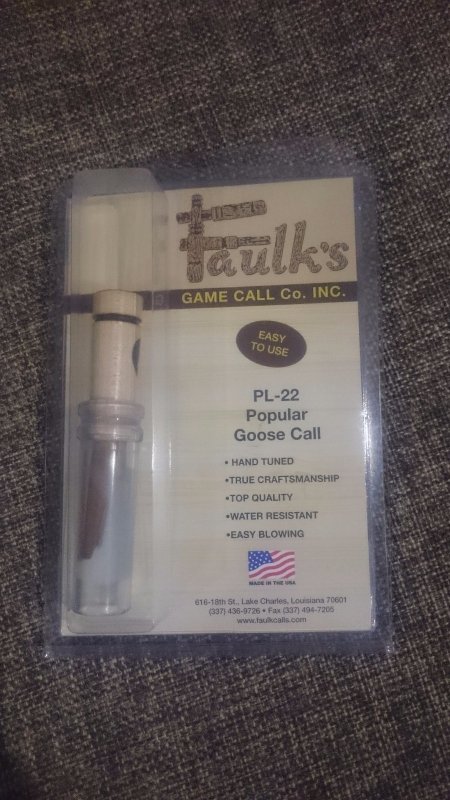 Faulk's
GAME CALL Co. INC.
EASY
TO USE
PL-22
Popular
Goose Call
• HAND TUNED
•TRUE CRAFTSMANSHIP
•TOP QUALITY
•WATER RESISTANT
•EASY BLOWING
MADE IN THE USA
616-18th St., Lake Charles, Louisiana 70601
(337) 436-9726 • Fax (337) 494-7205
www.faulkcalls.com